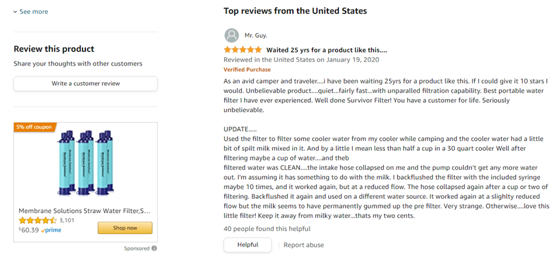 See more
Review this product
Share your thoughts with other customers
Write a customer review
5% off coupon
Membrane Solutions Straw Water Filter,S...
3,101
$60.39 prime
Shop now
Sponsored
Top reviews from the United States
Mr. Guy.
Waited 25 yrs for a product like this....
Reviewed in the United States on January 19, 2020
Verified Purchase
As an avid camper and traveler....i have been waiting 25yrs for a product like this. If I could give it 10 stars I
would. Unbelievable product....quiet...fairly fast...with unparalled filtration capability. Best portable water
filter I have ever experienced. Well done Survivor Filter! You have a customer for life. Seriously
unbelievable.
UPDATE.....
Used the filter to filter some cooler water from my cooler while camping and the cooler water had a little
bit of spilt milk mixed in it. And by a little I mean less than half a cup in a 30 quart cooler Well after
filtering maybe a cup of water....and theb
filtered water was CLEAN....the intake hose collapsed on me and the pump couldn't get any more water
out. I'm assuming it has something to do with the milk. I backflushed the filter with the included syringe
maybe 10 times, and it worked again, but at a reduced flow. The hose collapsed again after a cup or two of
filtering. Backflushed it again and used on a different water source. It worked again at a slighlty reduced
flow but the milk seems to have permanently gummed up the pre filter. Very strange. Otherwise....love this
little filter! Keep it away from milky water...thats my two cents.
40 people found this helpful
Helpful
Report abuse